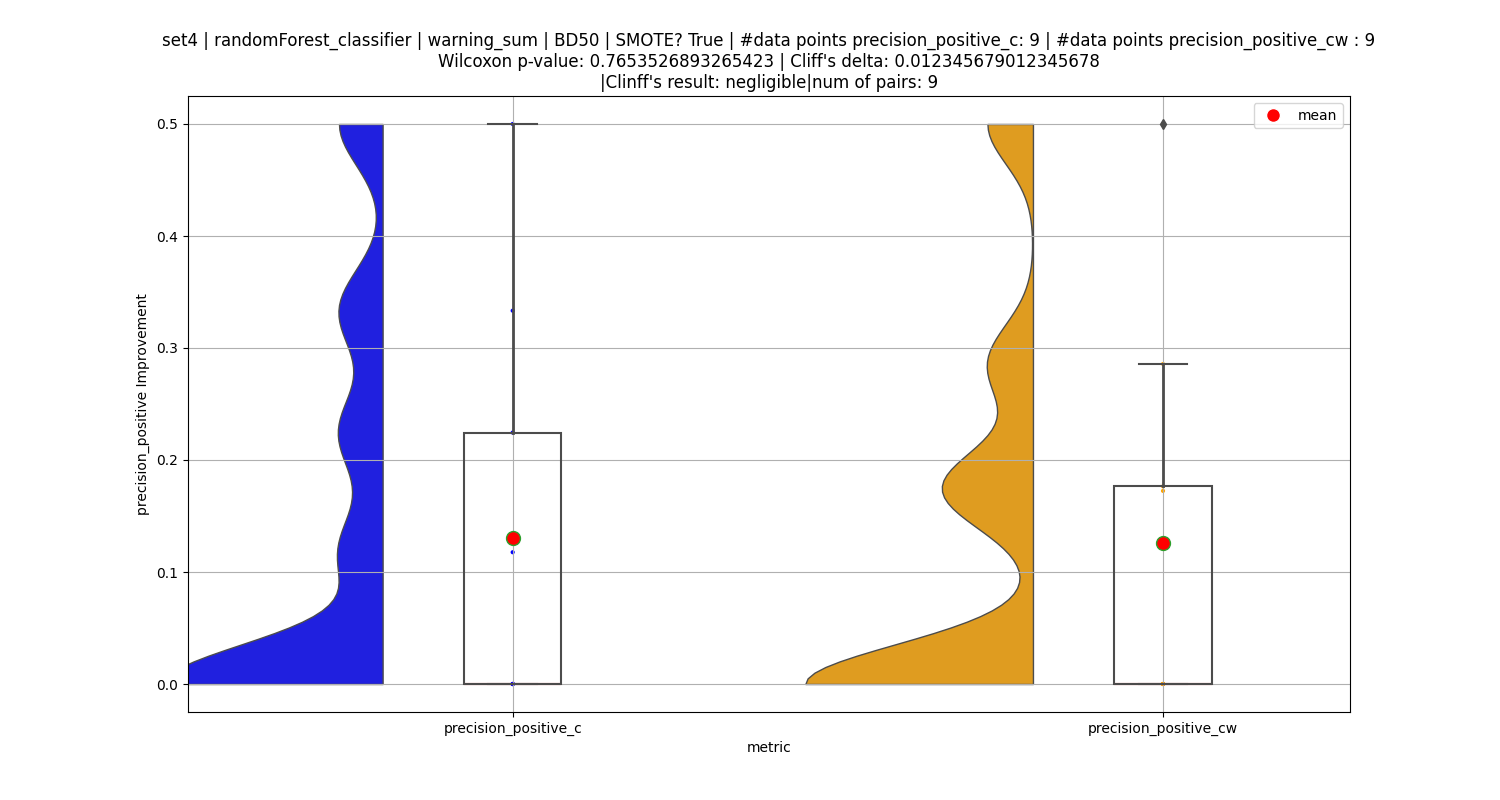 set4 | randomForest_classifier | warning_sum | BD50 | SMOTE? True | #data points precision_positive_c: 9 | #data points precision_positive_cw : 9
Wilcoxon p-value: 0.7653526893265423 | Cliff's delta: 0.012345679012345678
|Clinff's result: negligible|num of pairs: 9
mean
0.5
0.4
0.3
0.2
0.1
0.0
precision_positive Improvement
precision_positive_c
precision_positive_cw
metric